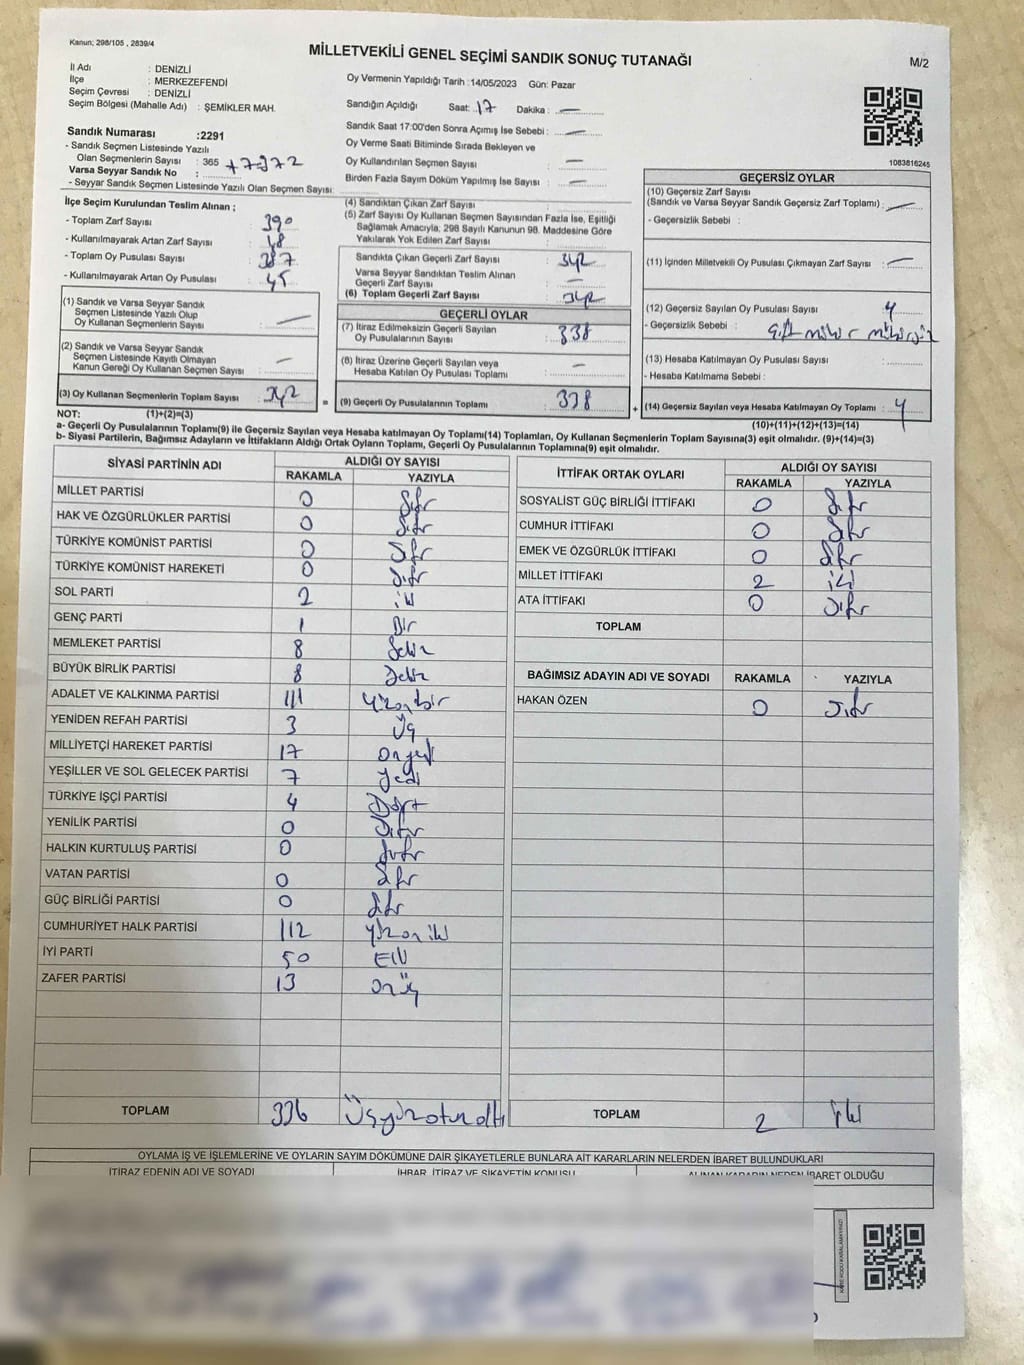 Kanun; 298/105 , 2839/4
MİLLETVEKİLİ GENEL SEÇİMİ SANDIK SONUÇ TUTANAĞI
M/2
İl Adı : DENİZLİ
İlçe : MERKEZEFENDİ
Seçim Çevresi : DENİZLİ
Seçim Bölgesi (Mahalle Adı) : ŞEMİKLER MAH.
Sandık Numarası :2291
- Sandık Seçmen Listesinde Yazılı
Olan Seçmenlerin Sayısı : 365 +7=372
Varsa Seyyar Sandık No :
- Seyyar Sandık Seçmen Listesinde Yazılı Olan Seçmen Sayısı:
Oy Vermenin Yapıldığı Tarih :14/05/2023 Gün: Pazar
Sandığın Açıldığı Saat: 17 Dakika : —
Sandık Saat 17:00'den Sonra Açımış İse Sebebi : —
Oy Verme Saati Bitiminde Sırada Bekleyen ve
Oy Kullandırılan Seçmen Sayısı —
Birden Fazla Sayım Döküm Yapılmış İse Sayısı : —
1083816245
İlçe Seçim Kurulundan Teslim Alınan ;
- Toplam Zarf Sayısı : 390
- Kullanılmayarak Artan Zarf Sayısı : 48
- Toplam Oy Pusulası Sayısı : 387
- Kullanılmayarak Artan Oy Pusulası : 45
(1) Sandık ve Varsa Seyyar Sandık
Seçmen Listesinde Yazılı Olup
Oy Kullanan Seçmenlerin Sayısı : —
(2) Sandık ve Varsa Seyyar Sandık
Seçmen Listesinde Kayıtlı Olmayan
Kanun Gereği Oy Kullanan Seçmen Sayısı : —
(3) Oy Kullanan Seçmenlerin Toplam Sayısı : 342
(4) Sandıktan Çıkan Zarf Sayısı : —
(5) Zarf Sayısı Oy Kullanan Seçmen Sayısından Fazla İse, Eşitliği
Sağlamak Amacıyla, 298 Sayılı Kanunun 98. Maddesine Göre
Yakılarak Yok Edilen Zarf Sayısı :
Sandıkta Çıkan Geçerli Zarf Sayısı : 342
Varsa Seyyar Sandıktan Teslim Alınan
Geçerli Zarf Sayısı : —
(6) Toplam Geçerli Zarf Sayısı : 342
GEÇERLİ OYLAR
(7) İtiraz Edilmeksizin Geçerli Sayılan
Oy Pusulalarının Sayısı : 338
(8) İtiraz Üzerine Geçerli Sayılan veya
Hesaba Katılan Oy Pusulası Toplamı : —
= (9) Geçerli Oy Pusulalarının Toplamı : 338
GEÇERSİZ OYLAR
(10) Geçersiz Zarf Sayısı
(Sandık ve Varsa Seyyar Sandık Geçersiz Zarf Toplamı) : —
- Geçersizlik Sebebi :
(11) İçinden Milletvekili Oy Pusulası Çıkmayan Zarf Sayısı : —
(12) Geçersiz Sayılan Oy Pusulası Sayısı : 4
- Geçersizlik Sebebi : Çift mühür mühürsüz
(13) Hesaba Katılmayan Oy Pusulası Sayısı :
- Hesaba Katılmama Sebebi :
+ (14) Geçersiz Sayılan veya Hesaba Katılmayan Oy Toplamı : 4
NOT: (1)+(2)=(3)
(10)+(11)+(12)+(13)=(14)
a- Geçerli Oy Pusulalarının Toplamı(9) ile Geçersiz Sayılan veya Hesaba katılmayan Oy Toplamı(14) Toplamları, Oy Kullanan Seçmenlerin Toplam Sayısına(3) eşit olmalıdır. (9)+(14)=(3)
b- Siyasi Partilerin, Bağımsız Adayların ve İttifakların Aldığı Ortak Oyların Toplamı, Geçerli Oy Pusulalarının Toplamına(9) eşit olmalıdır.
SİYASİ PARTİNİN ADI ALDIĞI OY SAYISI
RAKAMLA YAZIYLA
MİLLET PARTİSİ 0 Sıfır
HAK VE ÖZGÜRLÜKLER PARTİSİ 0 Sıfır
TÜRKİYE KOMÜNİST PARTİSİ 0 Sıfır
TÜRKİYE KOMÜNİST HAREKETİ 0 Sıfır
SOL PARTİ 2 iki
GENÇ PARTİ 1 Bir
MEMLEKET PARTİSİ 8 Sekiz
BÜYÜK BİRLİK PARTİSİ 8 Sekiz
ADALET VE KALKINMA PARTİSİ 111 Yüzonbir
YENİDEN REFAH PARTİSİ 3 Üç
MİLLİYETÇİ HAREKET PARTİSİ 17 Onyedi
YEŞİLLER VE SOL GELECEK PARTİSİ 7 Yedi
TÜRKİYE İŞÇİ PARTİSİ 4 Dört
YENİLİK PARTİSİ 0 Sıfır
HALKIN KURTULUŞ PARTİSİ 0 Sıfır
VATAN PARTİSİ 0 Sıfır
GÜÇ BİRLİĞİ PARTİSİ 0 Sıfır
CUMHURİYET HALK PARTİSİ 112 Yüzoniki
İYİ PARTİ 50 Elli
ZAFER PARTİSİ 13 Onüç
TOPLAM 336 Üçyüzotuzaltı
İTTİFAK ORTAK OYLARI ALDIĞI OY SAYISI
RAKAMLA YAZIYLA
SOSYALİST GÜÇ BİRLİĞİ İTTİFAKI 0 Sıfır
CUMHUR İTTİFAKI 0 Sıfır
EMEK VE ÖZGÜRLÜK İTTİFAKI 0 Sıfır
MİLLET İTTİFAKI 2 iki
ATA İTTİFAKI 0 Sıfır
TOPLAM
BAĞIMSIZ ADAYIN ADI VE SOYADI RAKAMLA YAZIYLA
HAKAN ÖZEN 0 Sıfır
TOPLAM 2 İki
OYLAMA İŞ VE İŞLEMLERİNE VE OYLARIN SAYIM DÖKÜMÜNE DAİR ŞİKAYETLERLE BUNLARA AİT KARARLARIN NELERDEN İBARET BULUNDUKLARI
İTİRAZ EDENİN ADI VE SOYADI İHBAR, İTİRAZ VE ŞİKAYETİN KONUSU ALINAN KARARIN NEDEN İBARET OLDUĞU